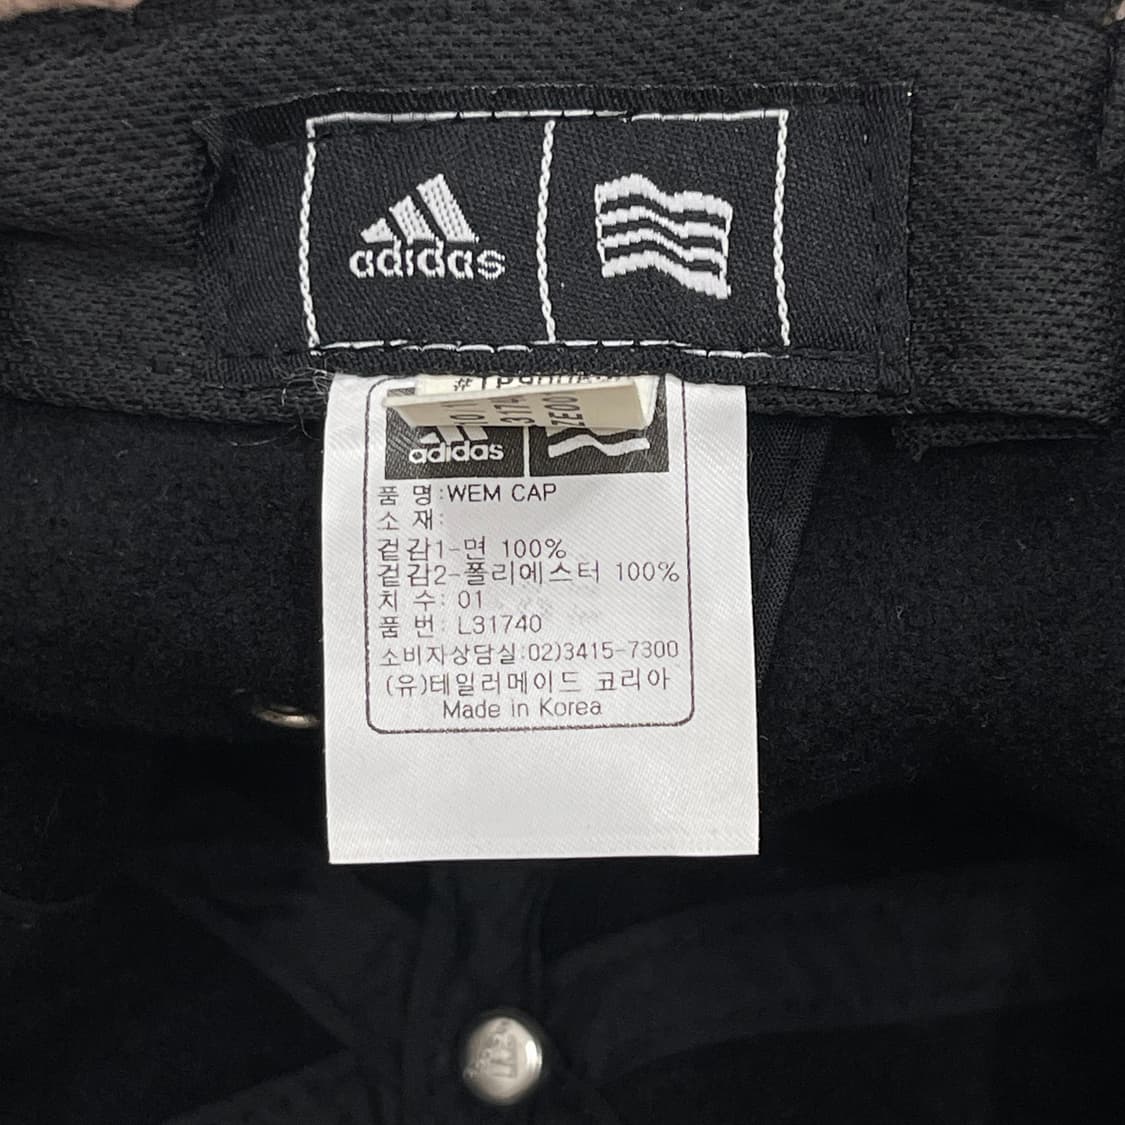 adidas
adidas
품 명:WEM CAP
소 재:
겉감1-면 100%
겉감2-폴리에스터 100%
치 수: 01
품 번: L31740
소비자상담실:02)3415-7300
(유)테일러메이드 코리아
Made in Korea